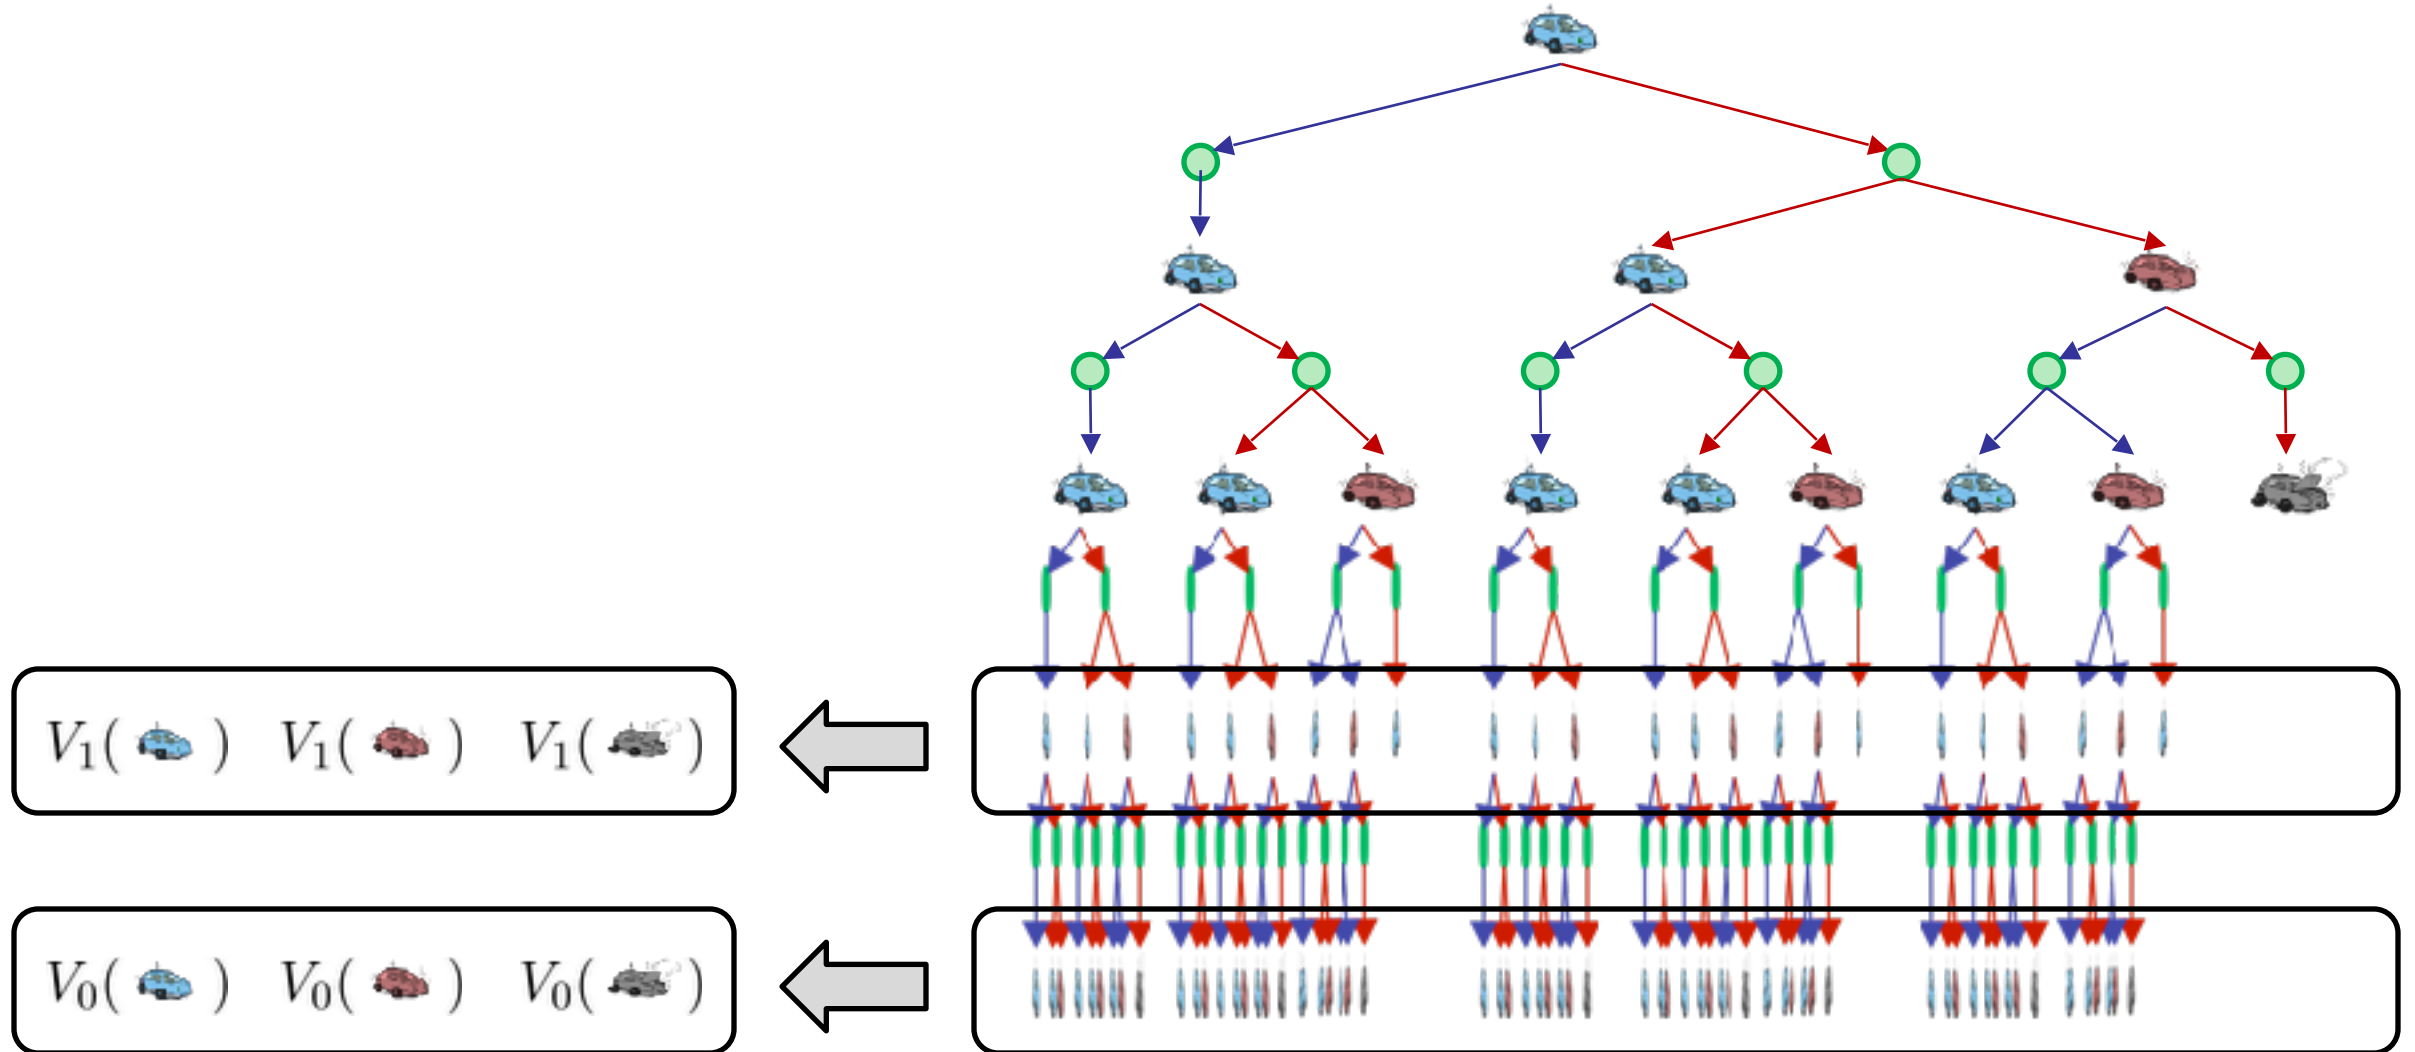 V₁( ) V₁( ) V₁( )
V₀( ) V₀( ) V₀( )